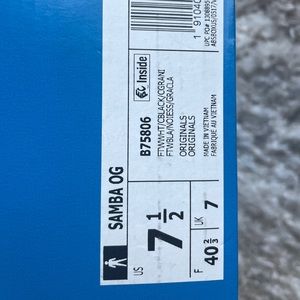 SAMBA OG
US
7 1/2
F
40 2/3
UK
7
Inside
B75806
FTWWHT/CBLACK/CGRANI
FTWBLA/NOIESS/GRACLA
ORIGINALS
ORIGINALS
MADE IN VIETNAM
FABRIQUÉ AU VIETNAM